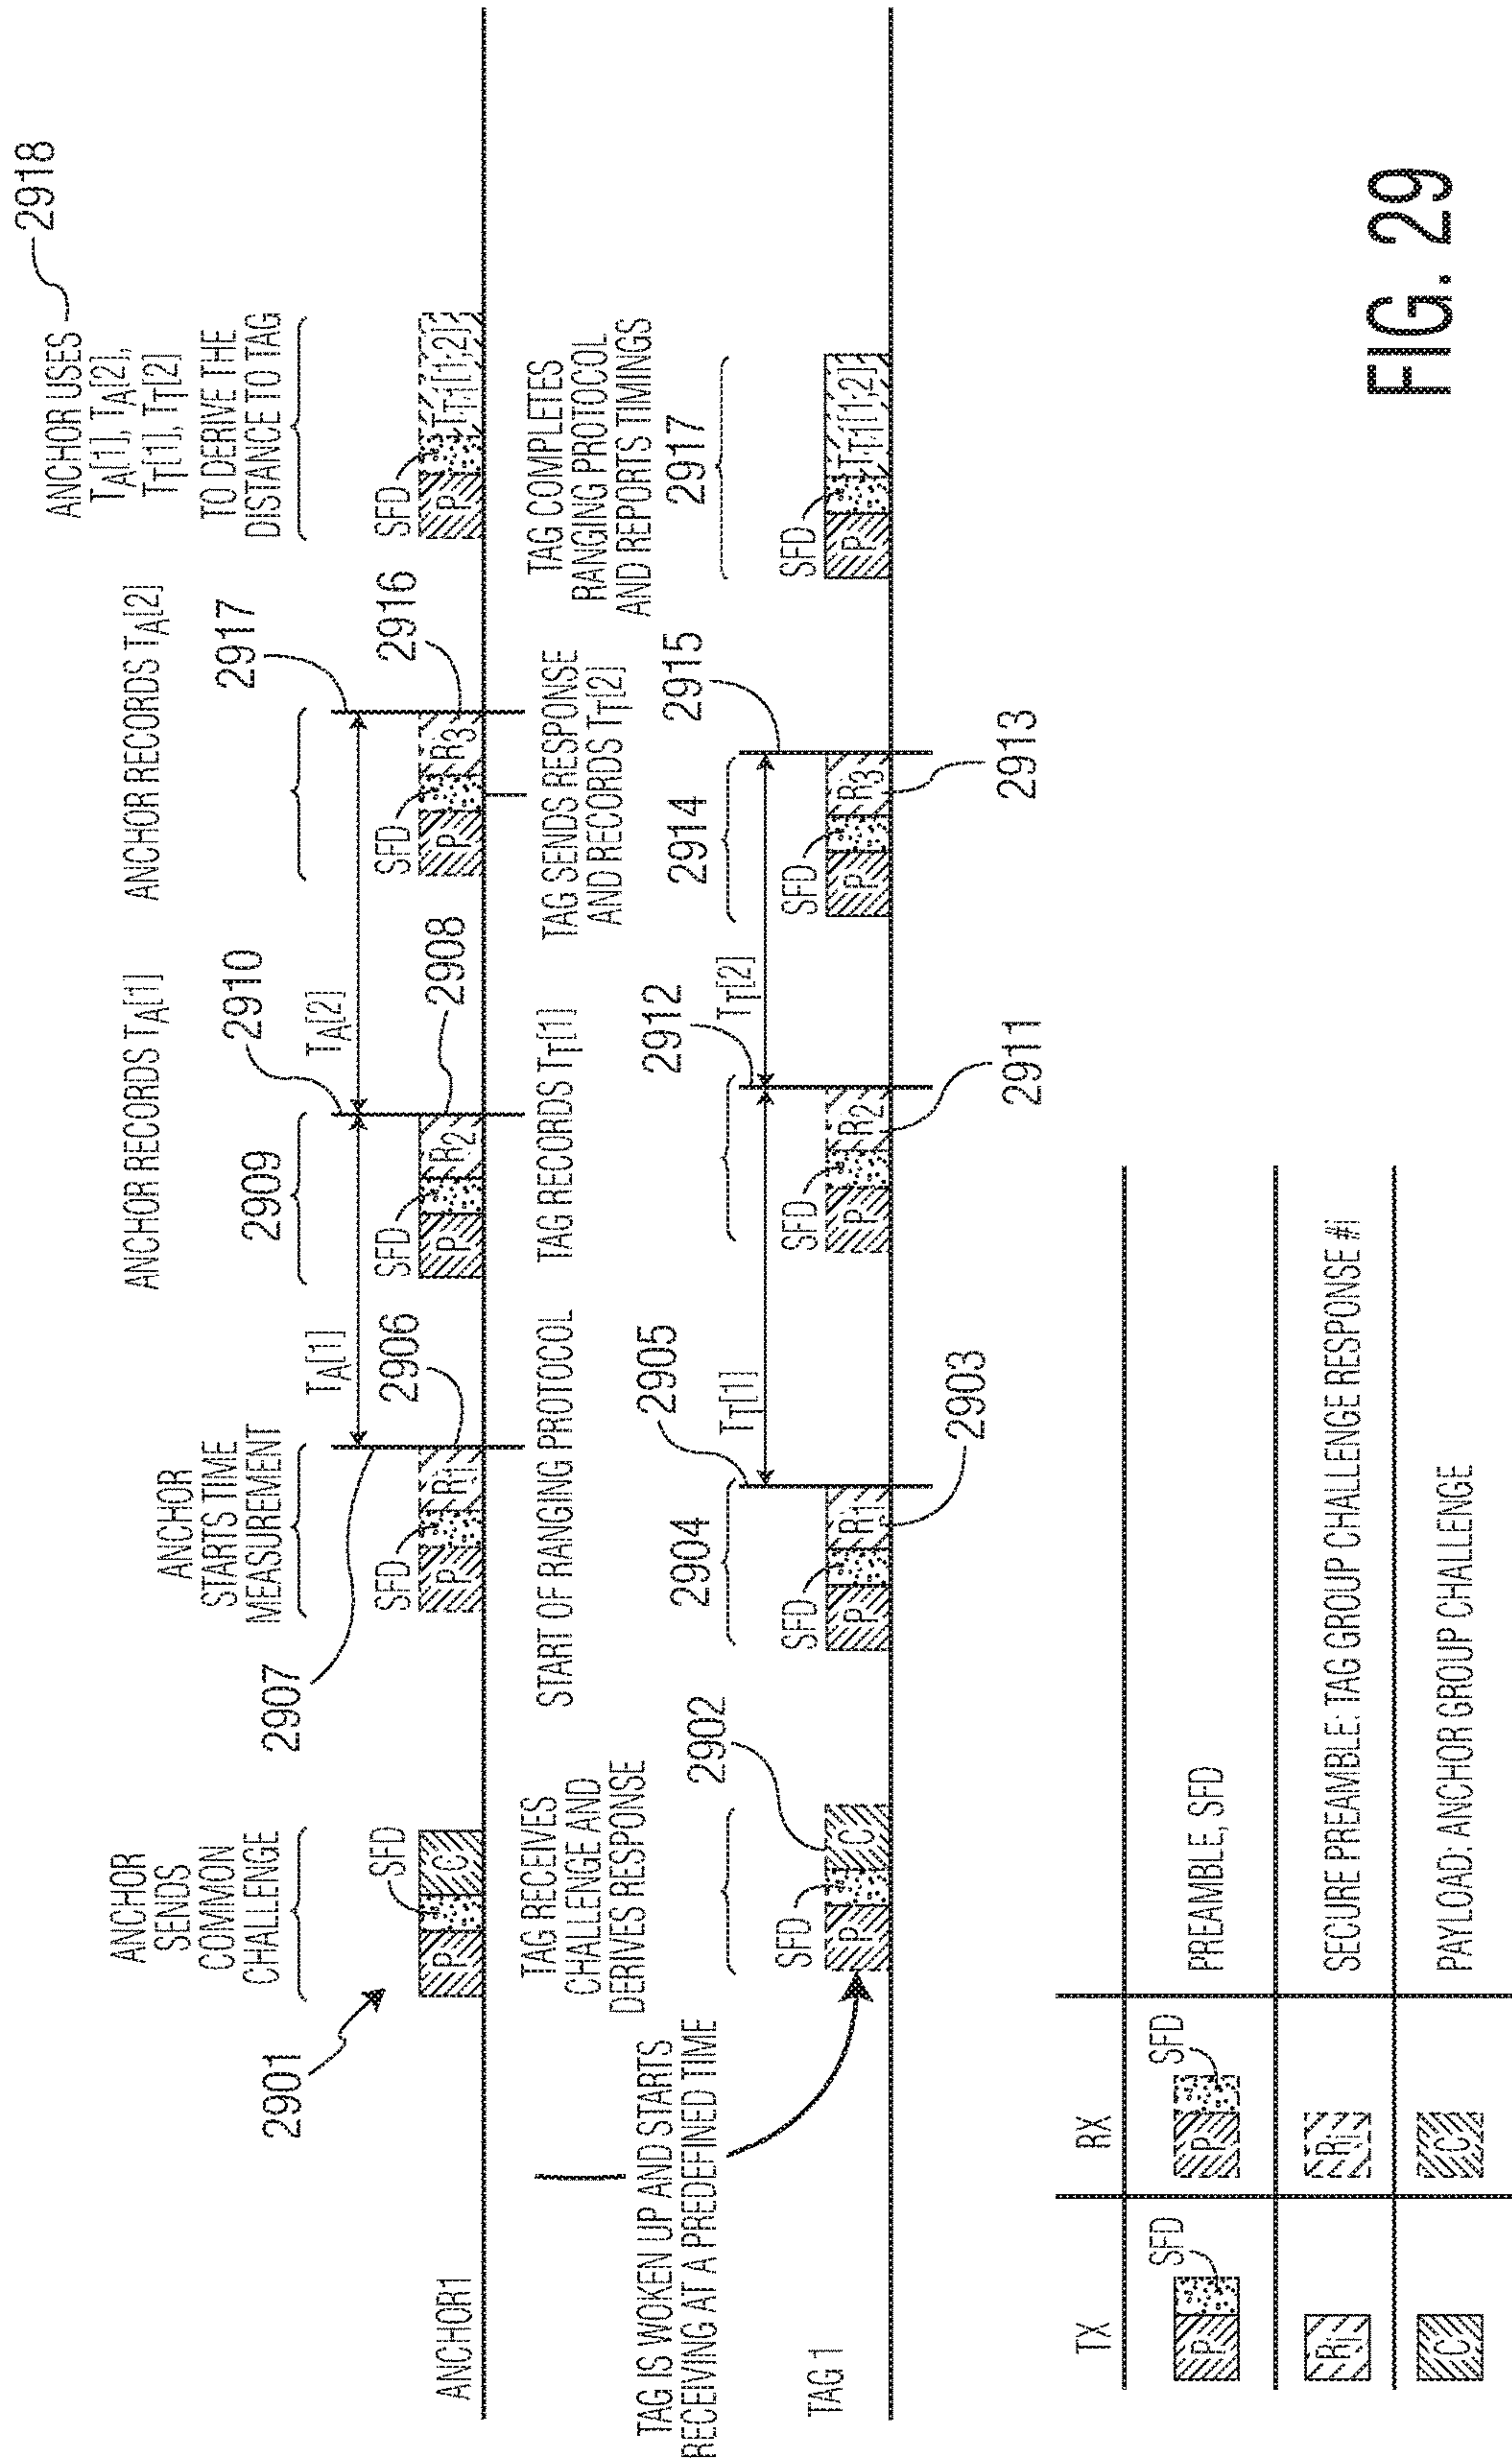 ANCHOR USES
TA[1], TA[2],
TT[1], TT[2]
TO DERIVE THE
DISTANCE TO TAG
2918
ANCHOR
SENDS
COMMON
CHALLENGE
ANCHOR
STARTS TIME
MEASUREMENT
ANCHOR RECORDS TA[1]
ANCHOR RECORDS TA[2]
2901
2907
2909
2910
2917
TA[1]
TA[2]
2906
2908
2916
SFD
SFD
SFD
SFD
SFD
ANCHOR1
P
C
P
R1
P
R2
P
R3
P
TT1[1,2]
TAG IS WOKEN UP AND STARTS
RECEIVING AT A PREDEFINED TIME
TAG RECEIVES
CHALLENGE AND
DERIVES RESPONSE
START OF RANGING PROTOCOL
TAG RECORDS TT[1]
TAG SENDS RESPONSE
AND RECORDS TT[2]
TAG COMPLETES
RANGING PROTOCOL
AND REPORTS TIMINGS
2902
2904
2905
2912
2914
2915
2917
TT[1]
TT[2]
SFD
SFD
SFD
SFD
SFD
TAG 1
P
C
P
R1
P
R2
P
R3
P
TT1[1,2]
2903
2911
2913
TX
RX
P
SFD
P
SFD
PREAMBLE, SFD
Ri
Ri
SECURE PREAMBLE: TAG GROUP CHALLENGE RESPONSE #I
C
C
PAYLOAD: ANCHOR GROUP CHALLENGE
FIG. 29